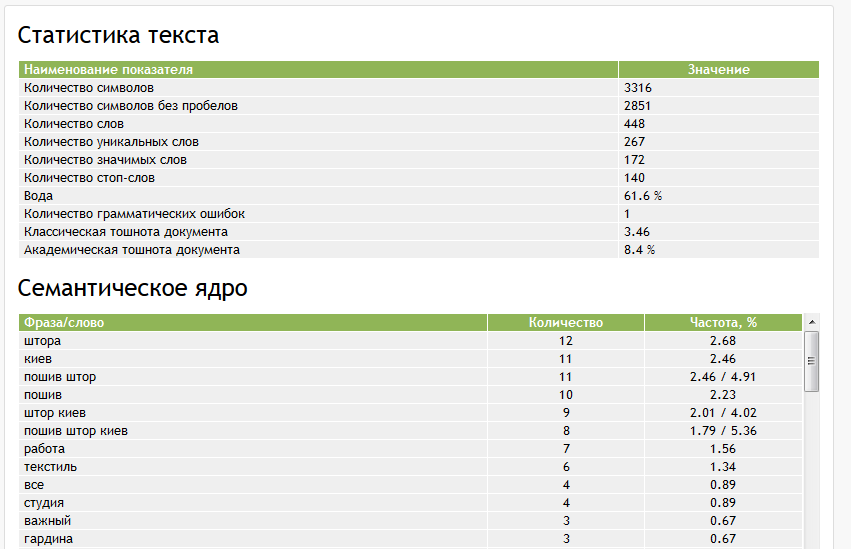 Статистика текста
Наименование показателя Значение
Количество символов 3316
Количество символов без пробелов 2851
Количество слов 448
Количество уникальных слов 267
Количество значимых слов 172
Количество стоп-слов 140
Вода 61.6 %
Количество грамматических ошибок 1
Классическая тошнота документа 3.46
Академическая тошнота документа 8.4 %
Семантическое ядро
Фраза/слово Количество Частота, %
штора 12 2.68
киев 11 2.46
пошив штор 11 2.46 / 4.91
пошив 10 2.23
штор киев 9 2.01 / 4.02
пошив штор киев 8 1.79 / 5.36
работа 7 1.56
текстиль 6 1.34
все 4 0.89
студия 4 0.89
важный 3 0.67
гардина 3 0.67